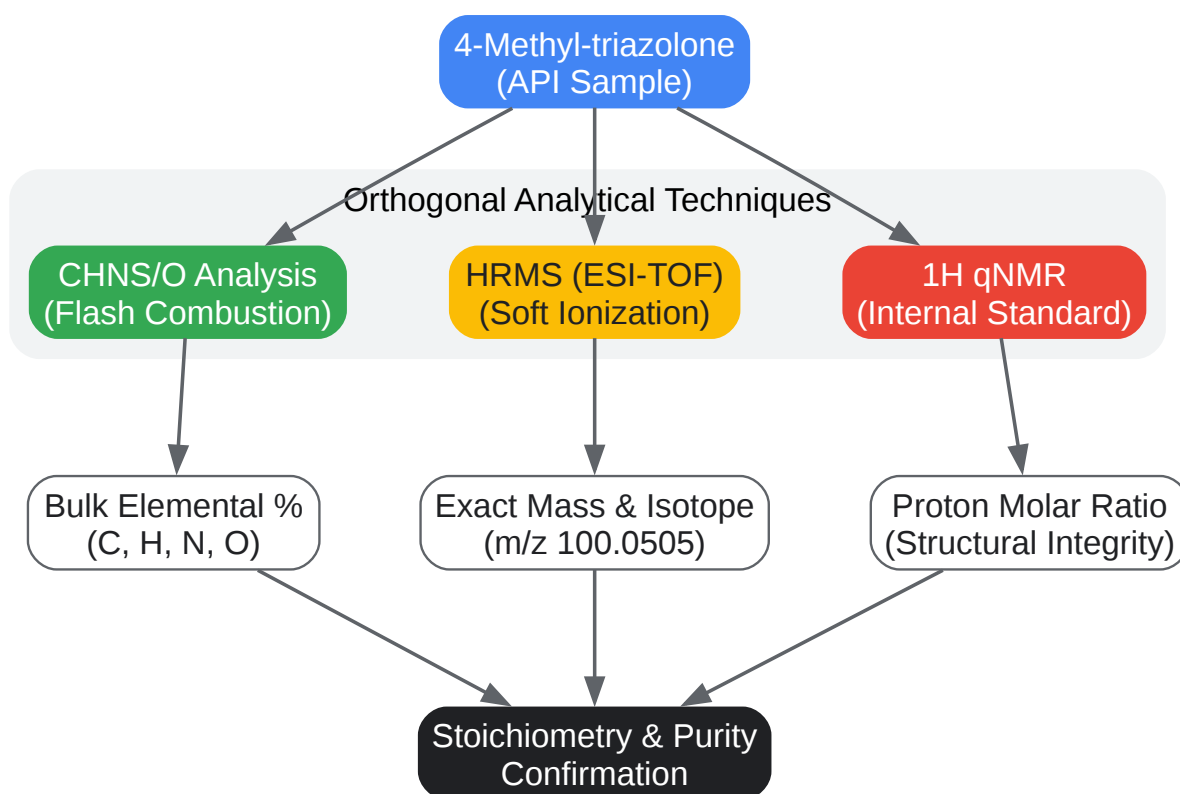 4-Methyl-triazolone
(API Sample)
Orthogonal Analytical Techniques
CHNS/O Analysis
(Flash Combustion)
HRMS (ESI-TOF)
(Soft Ionization)
1H qNMR
(Internal Standard)
Bulk Elemental %
(C, H, N, O)
Exact Mass & Isotope
(m/z 100.0505)
Proton Molar Ratio
(Structural Integrity)
Stoichiometry & Purity
Confirmation